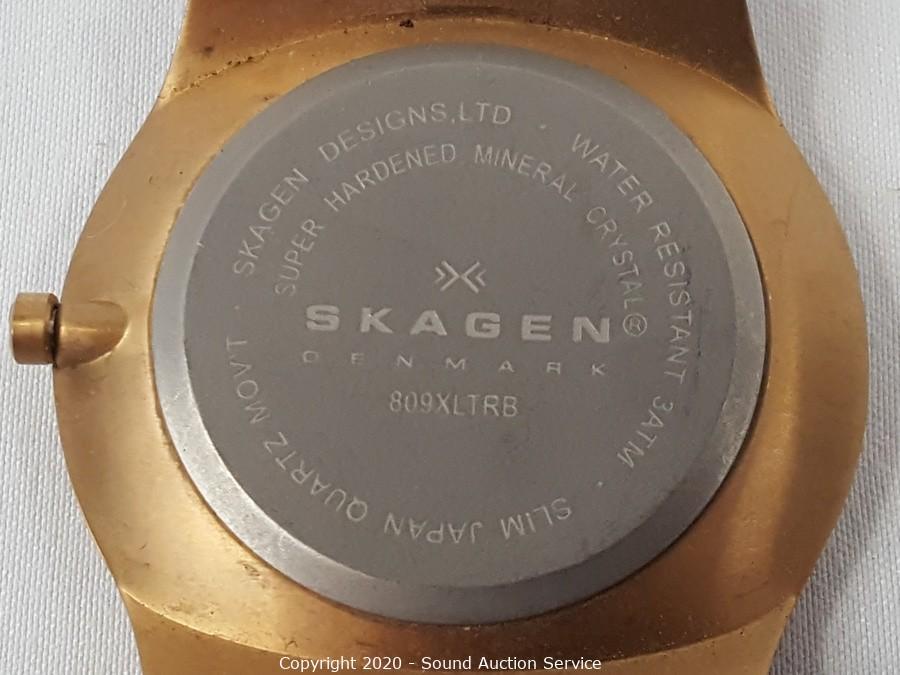 SKAGEN DESIGNS,LTD · WATER RESISTANT 3ATM · SLIM JAPAN QUARTZ MOV'T ·
SUPER HARDENED MINERAL CRYSTAL
SKAGEN®
DENMARK
809XLTRB
Copyright 2020 - Sound Auction Service